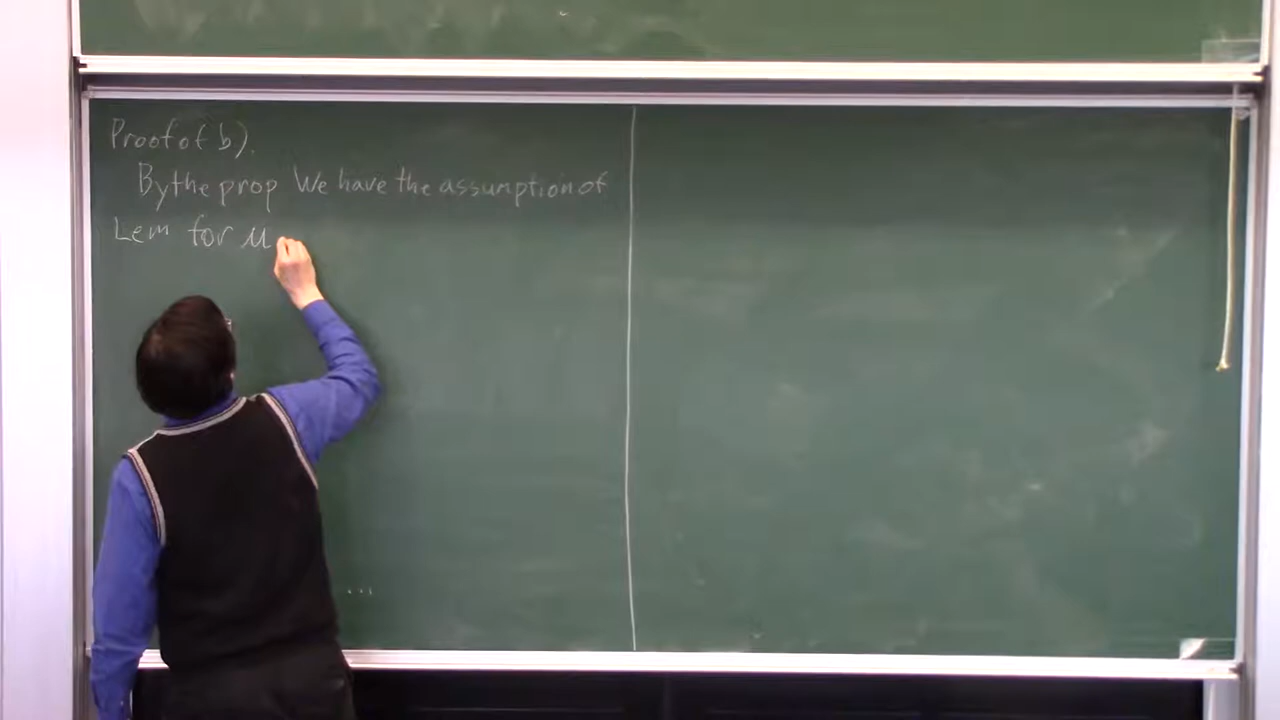 Proof of b).
By the prop We have the assumption of
Lem for μ